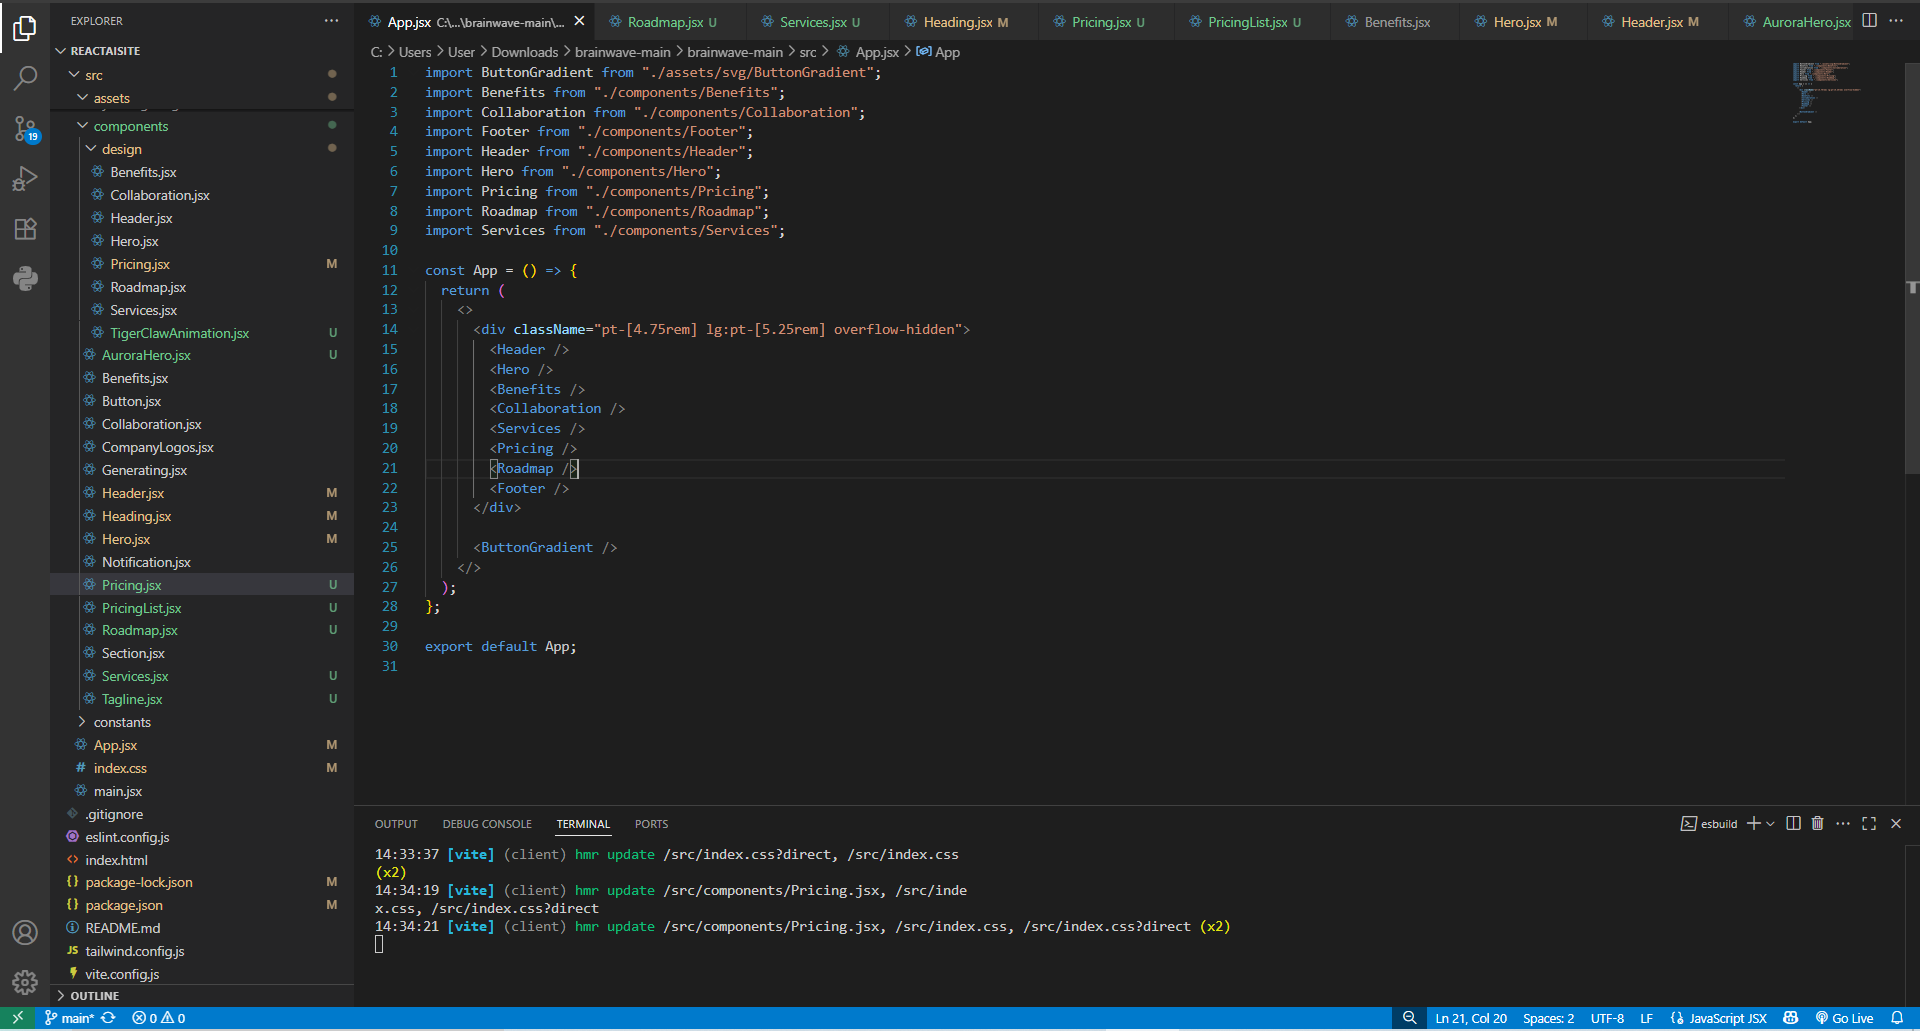 EXPLORER
REACTAISITE
src
assets
components
design
Benefits.jsx
Collaboration.jsx
Header.jsx
Hero.jsx
Pricing.jsx M
Roadmap.jsx
Services.jsx
TigerClawAnimation.jsx U
AuroraHero.jsx U
Benefits.jsx
Button.jsx
Collaboration.jsx
CompanyLogos.jsx
Generating.jsx
Header.jsx M
Heading.jsx M
Hero.jsx M
Notification.jsx
Pricing.jsx U
PricingList.jsx U
Roadmap.jsx U
Section.jsx
Services.jsx U
Tagline.jsx U
constants
App.jsx M
# index.css M
main.jsx
.gitignore
eslint.config.js
<> index.html
{} package-lock.json M
{} package.json M
README.md
JS tailwind.config.js
vite.config.js
OUTLINE
19
App.jsx C:\...\brainwave-main\... Roadmap.jsx U Services.jsx U Heading.jsx M Pricing.jsx U PricingList.jsx U Benefits.jsx Hero.jsx M Header.jsx M AuroraHero.jsx
C: > Users > User > Downloads > brainwave-main > brainwave-main > src > App.jsx > App
1 import ButtonGradient from "./assets/svg/ButtonGradient";
2 import Benefits from "./components/Benefits";
3 import Collaboration from "./components/Collaboration";
4 import Footer from "./components/Footer";
5 import Header from "./components/Header";
6 import Hero from "./components/Hero";
7 import Pricing from "./components/Pricing";
8 import Roadmap from "./components/Roadmap";
9 import Services from "./components/Services";
10
11 const App = () => {
12 return (
13 <>
14 <div className="pt-[4.75rem] lg:pt-[5.25rem] overflow-hidden">
15 <Header />
16 <Hero />
17 <Benefits />
18 <Collaboration />
19 <Services />
20 <Pricing />
21 <Roadmap />
22 <Footer />
23 </div>
24
25 <ButtonGradient />
26 </>
27 );
28 };
29
30 export default App;
31
OUTPUT DEBUG CONSOLE TERMINAL PORTS esbuild
14:33:37 [vite] (client) hmr update /src/index.css?direct, /src/index.css
(x2)
14:34:19 [vite] (client) hmr update /src/components/Pricing.jsx, /src/inde
x.css, /src/index.css?direct
14:34:21 [vite] (client) hmr update /src/components/Pricing.jsx, /src/index.css, /src/index.css?direct (x2)
main* 0 0 Ln 21, Col 20 Spaces: 2 UTF-8 LF {} JavaScript JSX Go Live